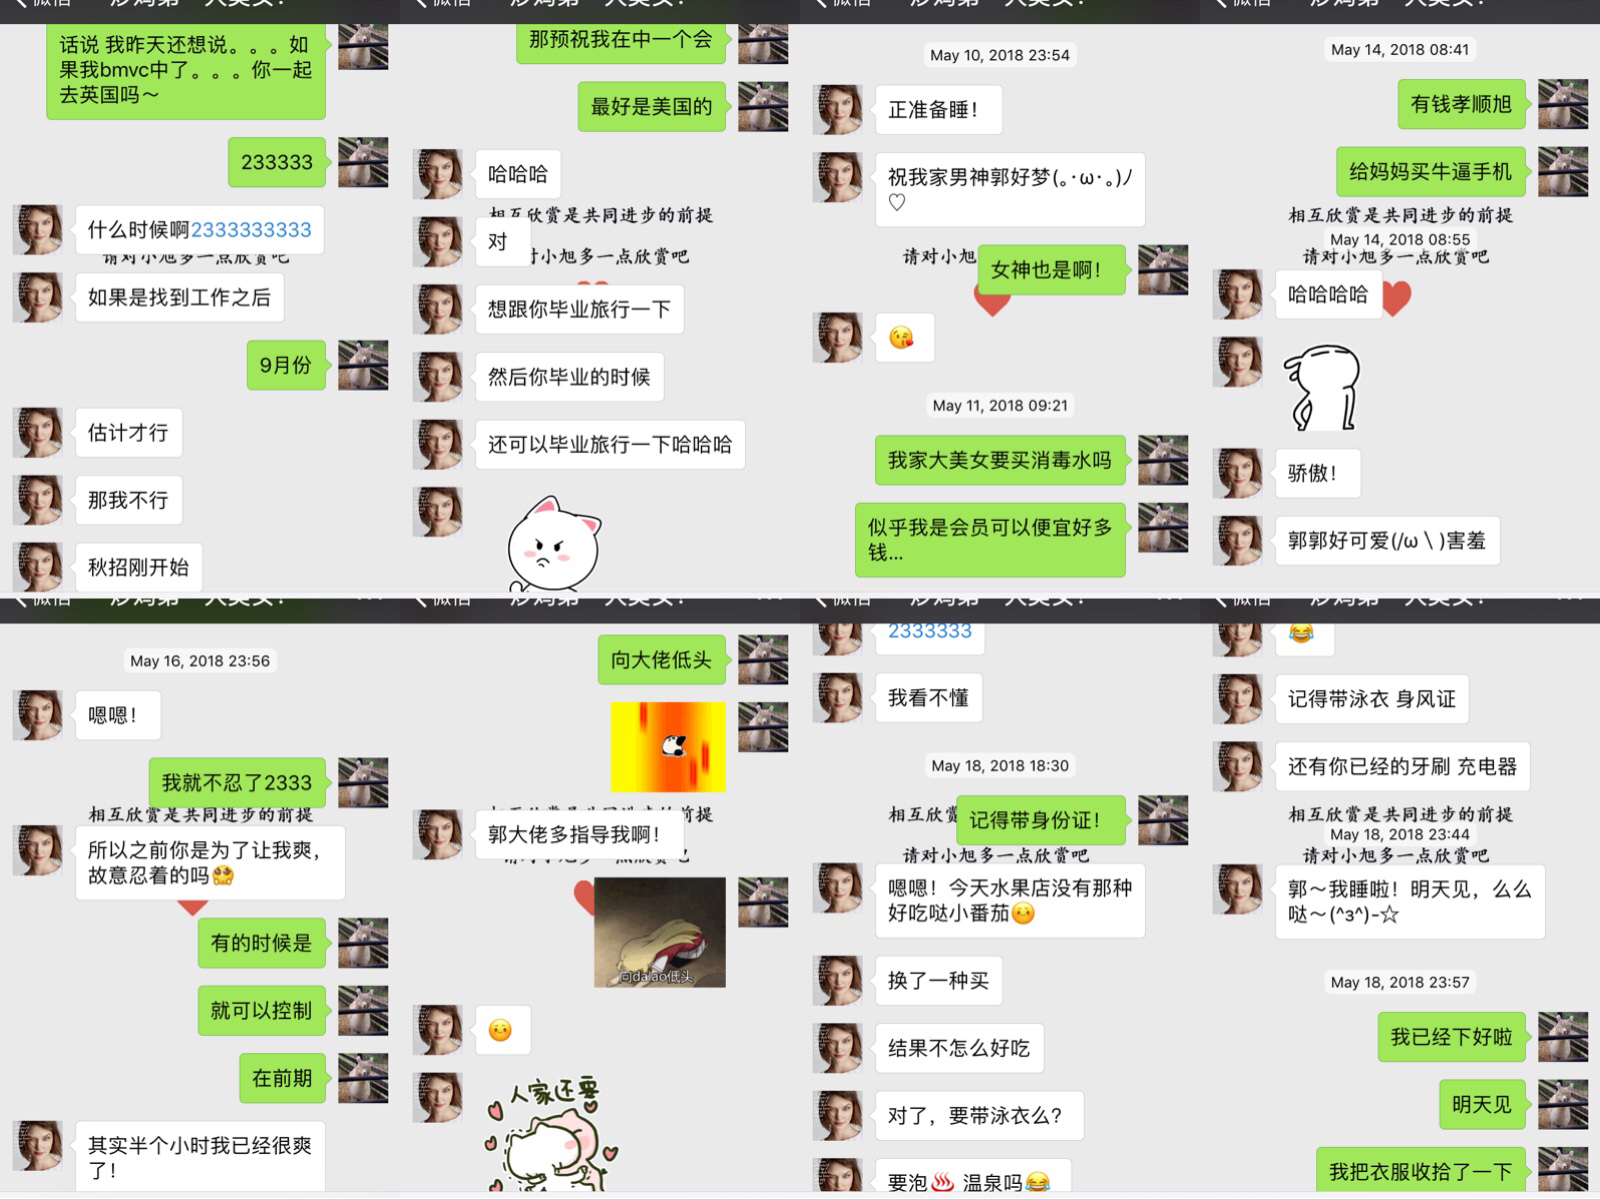 话说 我昨天还想说。。。如
果我bmvc中了。。。你一起
去英国吗～
233333
什么时候啊2333333333
请对小旭多一点欣赏吧
如果是找到工作之后
9月份
估计才行
那我不行
秋招刚开始
那预祝我在中一个会
最好是美国的
哈哈哈
相互欣赏是共同进步的前提
对
小旭多一点欣赏吧
想跟你毕业旅行一下
然后你毕业的时候
还可以毕业旅行一下哈哈哈
May 10, 2018 23:54
正准备睡！
祝我家男神郭好梦(｡･ω･｡)ﾉ
♡
请对小旭
女神也是啊！
😘
May 11, 2018 09:21
我家大美女要买消毒水吗
似乎我是会员可以便宜好多
钱...
May 14, 2018 08:41
有钱孝顺旭
给妈妈买牛逼手机
相互欣赏是共同进步的前提
May 14, 2018 08:55
请对小旭多一点欣赏吧
哈哈哈哈
骄傲！
郭郭好可爱(/ω＼)害羞
May 16, 2018 23:56
嗯嗯！
我就不忍了2333
相互欣赏是共同进步的前提
所以之前你是为了让我爽，
故意忍着的吗
有的时候是
就可以控制
在前期
其实半个小时我已经很爽
了！
向大佬低头
郭大佬多指导我啊！
向dalao低头
人家还要
2333333
我看不懂
May 18, 2018 18:30
相互欣赏
记得带身份证！
请对小旭多一点欣赏吧
嗯嗯！今天水果店没有那种
好吃哒小番茄
换了一种买
结果不怎么好吃
对了，要带泳衣么？
要泡♨️ 温泉吗😂
😂
记得带泳衣 身风证
还有你已经的牙刷 充电器
相互欣赏是共同进步的前提
May 18, 2018 23:44
请对小旭多一点欣赏吧
郭～我睡啦！明天见，么么
哒～(^з^)-☆
May 18, 2018 23:57
我已经下好啦
明天见
我把衣服收拾了一下